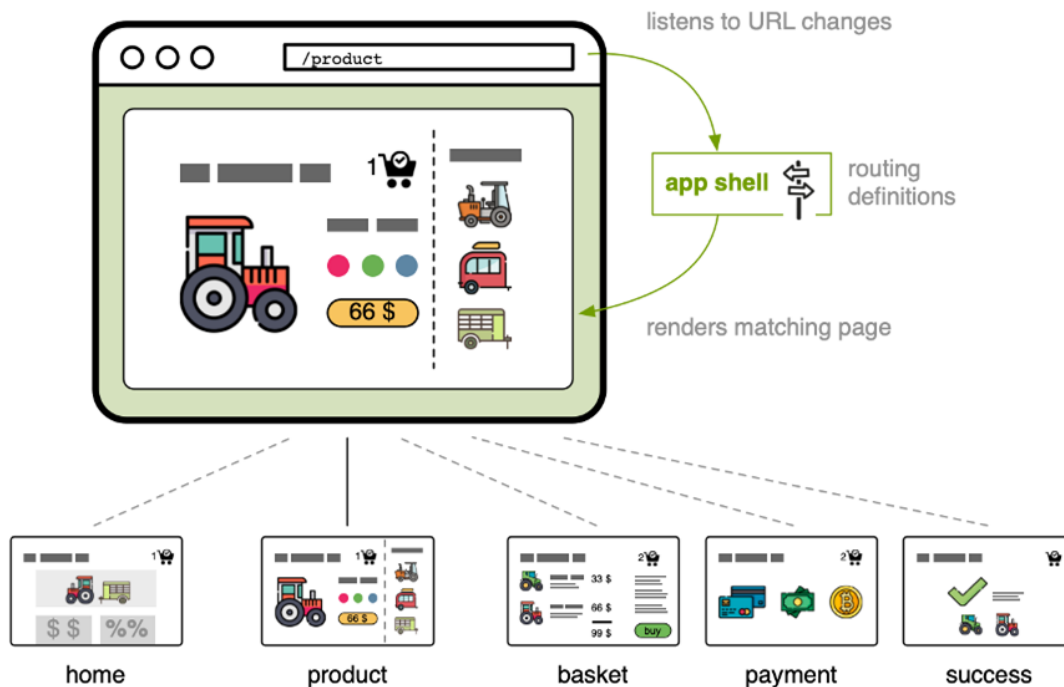 listens to URL changes
/product
1
app shell
routing
definitions
66 $
renders matching page
1
$ $
%%
1
66 $
2
33 $
66 $
99 $
buy
2
home
product
basket
payment
success